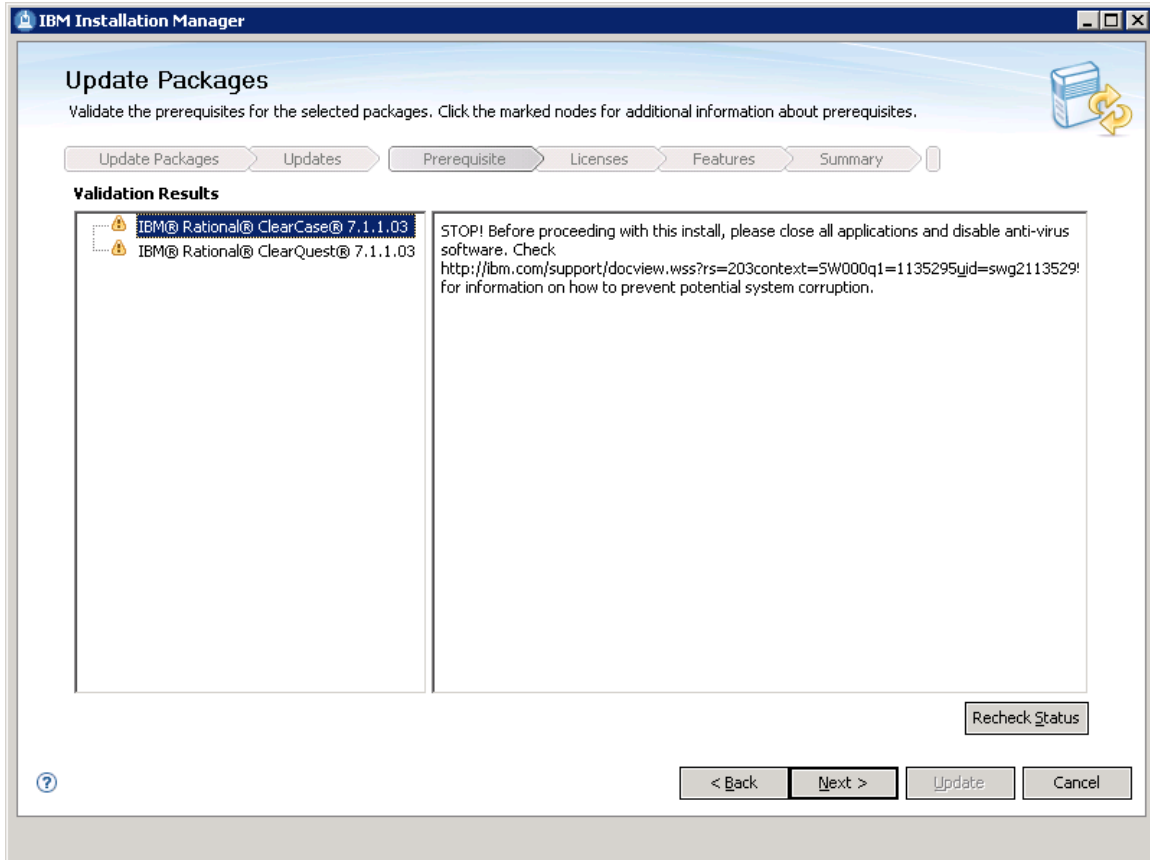 IBM Installation Manager
Update Packages
Validate the prerequisites for the selected packages. Click the marked nodes for additional information about prerequisites.
Update Packages
Updates
Prerequisite
Licenses
Features
Summary
Validation Results
IBM® Rational® ClearCase® 7.1.1.03
IBM® Rational® ClearQuest® 7.1.1.03
STOP! Before proceeding with this install, please close all applications and disable anti-virus
software. Check
http://ibm.com/support/docview.wss?rs=203context=SW000q1=1135295uid=swg2113529
for information on how to prevent potential system corruption.
Recheck Status
?
< Back
Next >
Update
Cancel